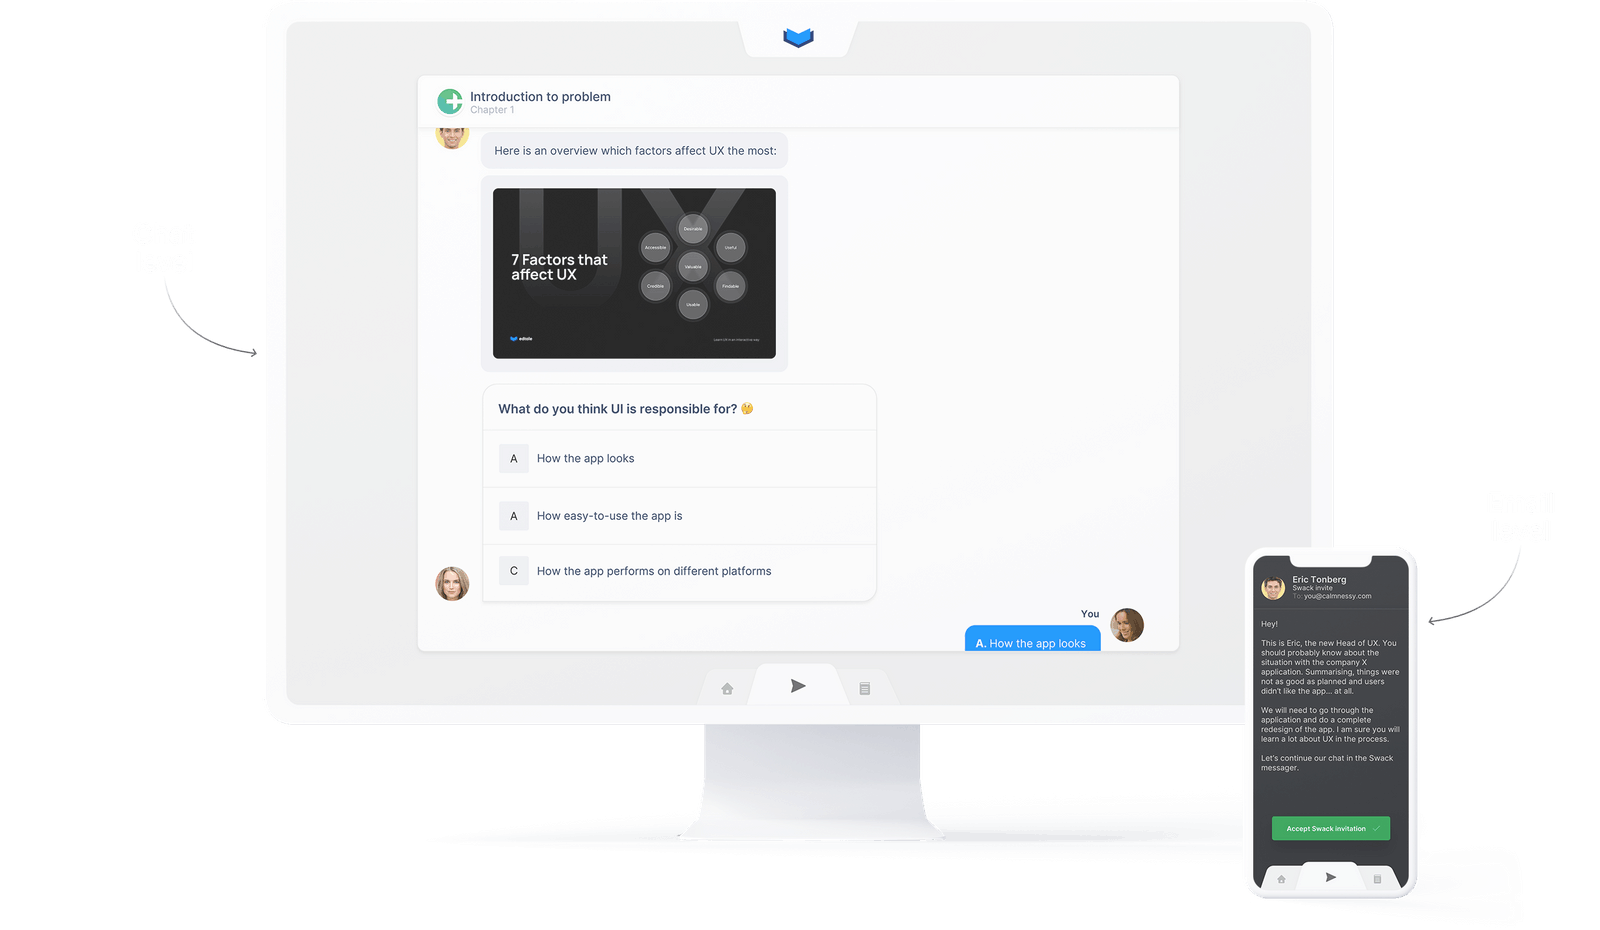 Introduction to problem
Chapter 1
Here is an overview which factors affect UX the most:
UX
7 Factors that
affect UX
Desirable
Accessible
Useful
Valuable
Credible
Findable
Usable
edtale
Learn UX in an interactive way
What do you think UI is responsible for? 🤔
A How the app looks
A How easy-to-use the app is
C How the app performs on different platforms
You
A. How the app looks
Eric Tonberg
Swack invite
To: you@calmnessy.com
Hey!
This is Eric, the new Head of UX. You
should probably know about the
situation with the company X
application. Summarising, things were
not as good as planned and users
didn't like the app... at all.
We will need to go through the
application and do a complete
redesign of the app. I am sure you will
learn a lot about UX in the process.
Let's continue our chat in the Swack
messager.
Accept Swack invitation